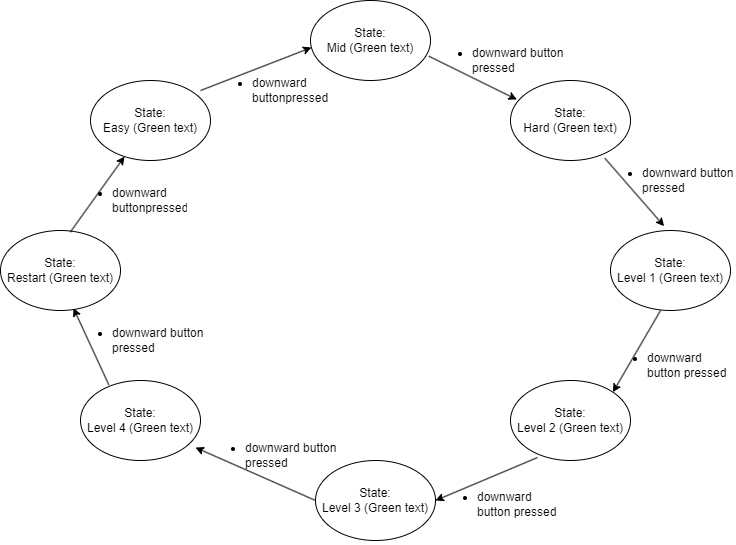 State:
Mid (Green text)
downward button
pressed
downward
buttonpressed
State:
Easy (Green text)
State:
Hard (Green text)
downward button
pressed
downward
buttonpressed
State:
Restart (Green text)
State:
Level 1 (Green text)
downward button
pressed
downward
button pressed
State:
Level 4 (Green text)
State:
Level 2 (Green text)
downward button
pressed
State:
Level 3 (Green text)
downward
button pressed